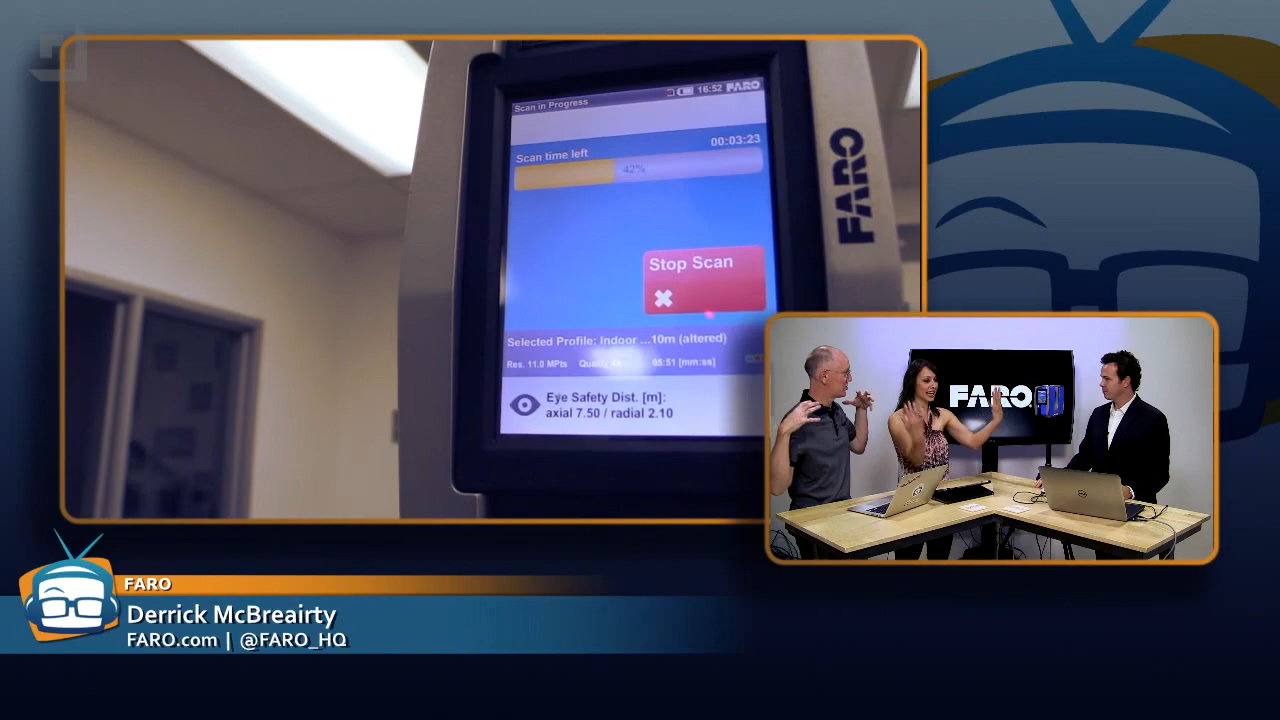 16:52 FARO
Scan in Progress
00:03:23
Scan time left
42%
Stop Scan
Selected Profile: Indoor ...10m (altered)
Res. 11.0 MPts Quality 05:51 [mm:ss]
Eye Safety Dist. [m]:
axial 7.50 / radial 2.10
FARO
FARO
DELL
FARO
Derrick McBreairty
FARO.com | @FARO_HQ